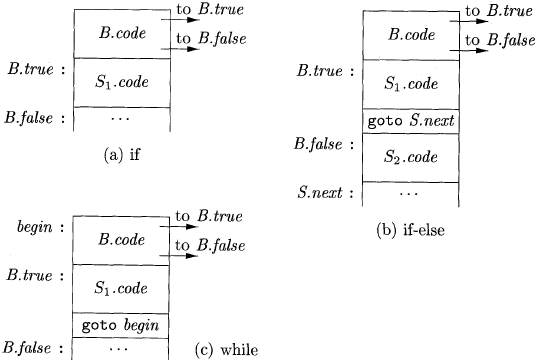 to B.true
B.code
to B.false
B.true :
S₁.code
B.false :
...
(a) if
to B.true
B.code
to B.false
B.true :
S₁.code
goto S.next
B.false :
S₂.code
S.next :
...
(b) if-else
begin :
to B.true
B.code
to B.false
B.true :
S₁.code
goto begin
B.false :
...
(c) while